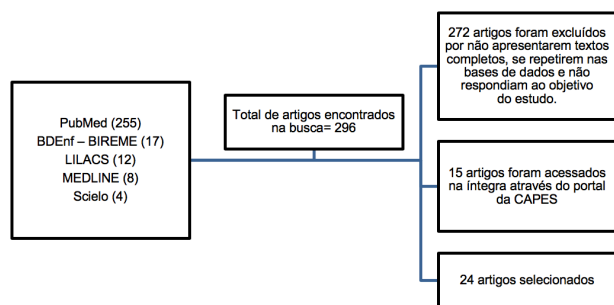 PubMed (255)
BDEnf – BIREME (17)
LILACS (12)
MEDLINE (8)
Scielo (4)
Total de artigos encontrados
na busca= 296
272 artigos foram excluídos
por não apresentarem textos
completos, se repetirem nas
bases de dados e não
respondiam ao objetivo
do estudo.
15 artigos foram acessados
na íntegra através do portal
da CAPES
24 artigos selecionados